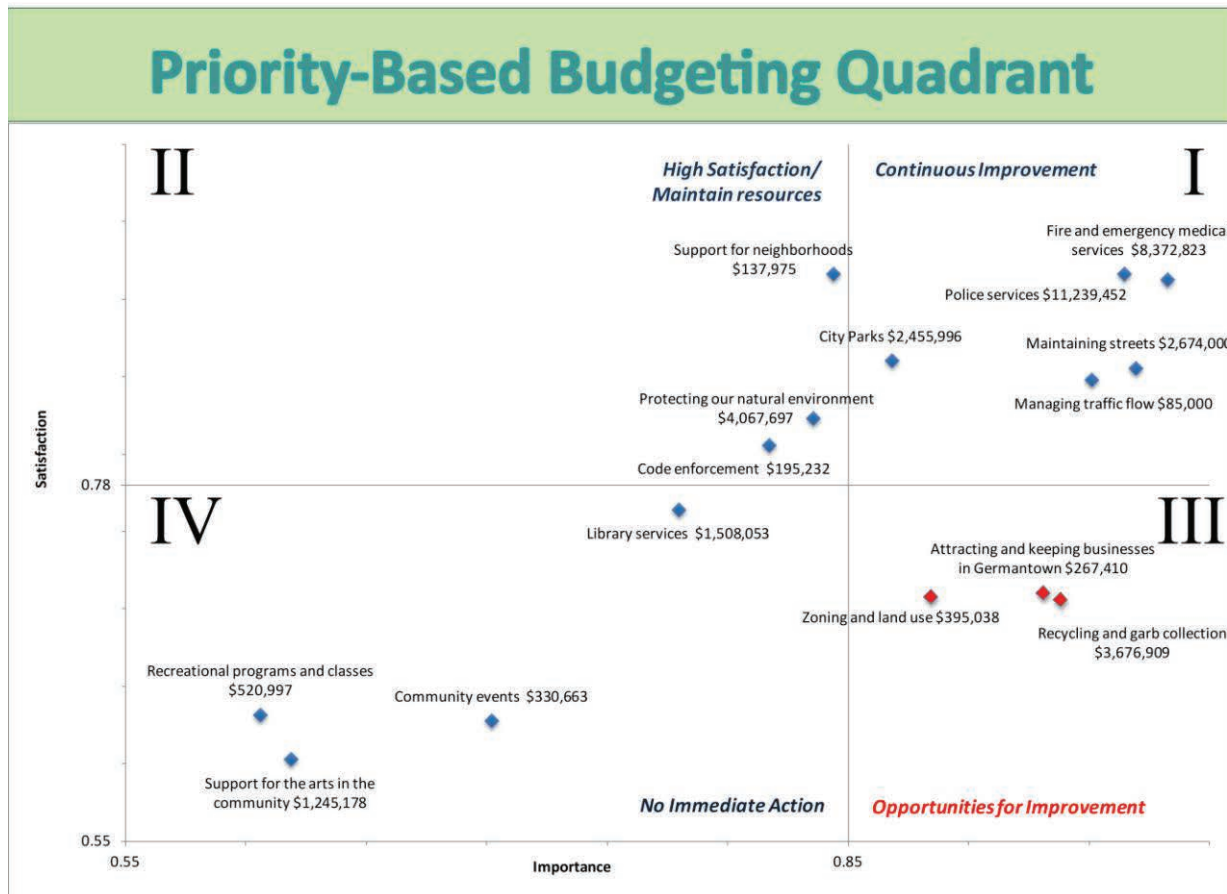 Priority-Based Budgeting Quadrant
II
High Satisfaction/
Maintain resources
Continuous Improvement
I
Support for neighborhoods
$137,975
Fire and emergency medica
services $8,372,823
Police services $11,239,452
City Parks $2,455,996
Maintaining streets $2,674,000
Managing traffic flow $85,000
Protecting our natural environment
$4,067,697
Code enforcement $195,232
Satisfaction
0.78
IV
III
Library services $1,508,053
Attracting and keeping businesses
in Germantown $267,410
Zoning and land use $395,038
Recycling and garb collection
$3,676,909
Recreational programs and classes
$520,997
Community events $330,663
Support for the arts in the
community $1,245,178
No Immediate Action
Opportunities for Improvement
0.55
0.55
Importance
0.85